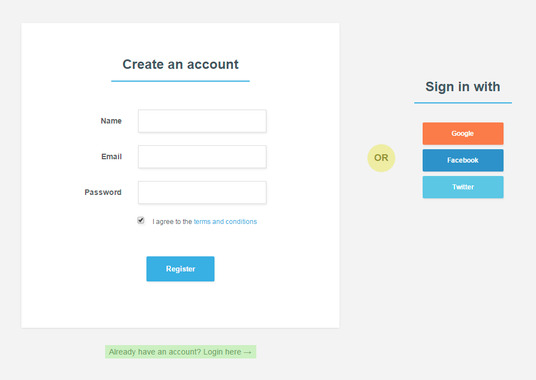 Create an account
Name
Email
Password
I agree to the terms and conditions
Register
Already have an account? Login here →
OR
Sign in with
Google
Facebook
Twitter